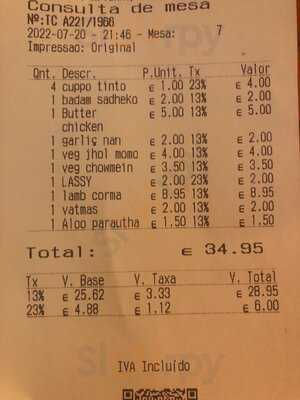 Consulta de mesa
Nº:TC A221/1986
2022-07-20 - 21:46 - Mesa: 7
Impressao: Original
Qnt. Descr. P.Unit. Tx Valor
4 cuppo tinto € 1.00 23% € 4.00
1 badam sadheko € 2.00 13% € 2.00
1 Butter € 5.00 13% € 5.00
chicken
1 garliç nan € 2.00 13% € 2.00
1 veg jhol momo € 4.00 13% € 4.00
1 veg chowmein € 3.50 13% € 3.50
1 LASSY € 2.00 23% € 2.00
1 lamb corma € 8.95 13% € 8.95
1 vatmas € 2.00 13% € 2.00
1 Aloo parautha € 1.50 13% € 1.50
Total: € 34.95
Tx V. Base V. Taxa V. Total
13% € 25.62 € 3.33 € 28.95
23% € 4.88 € 1.12 € 6.00
IVA Incluido